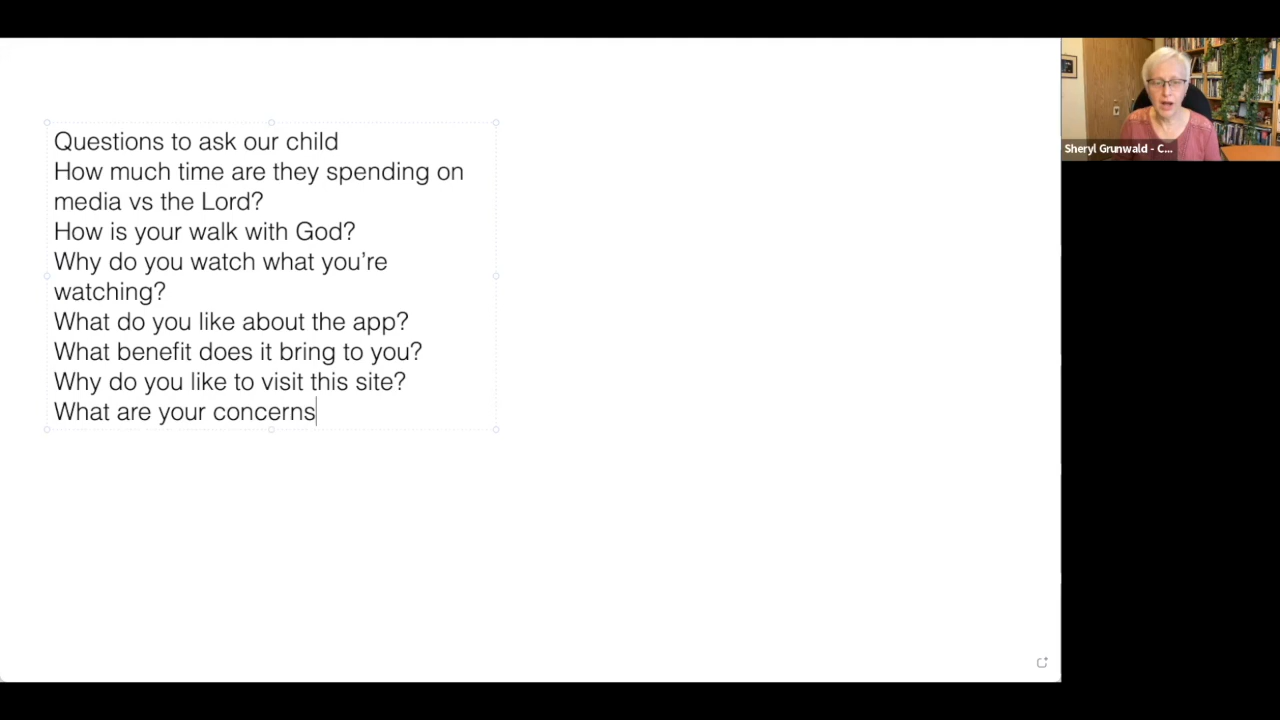 Questions to ask our child
How much time are they spending on
media vs the Lord?
How is your walk with God?
Why do you watch what you’re
watching?
What do you like about the app?
What benefit does it bring to you?
Why do you like to visit this site?
What are your concerns
Sheryl Grunwald - C...